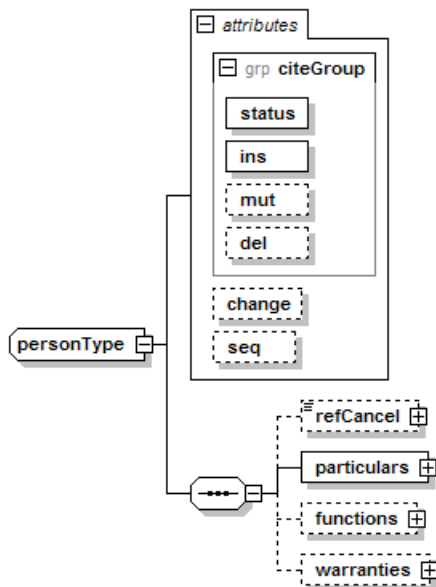 attributes
grp citeGroup
status
ins
mut
del
change
seq
personType
refCancel
particulars
functions
warranties